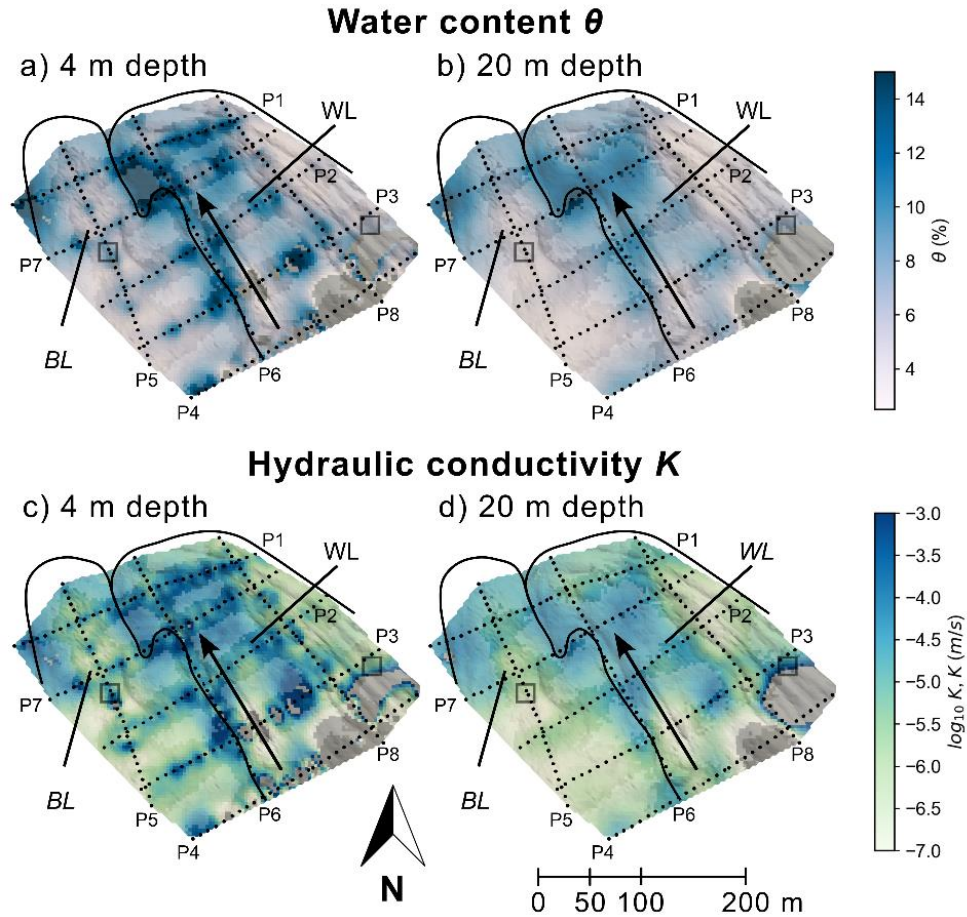 Water content θ
a) 4 m depth
b) 20 m depth
P1
WL
P2
P3
P7
P8
BL
P5
P6
P4
P1
WL
P2
P3
P7
P8
BL
P5
P6
P4
14
12
10
8
6
4
θ (%)
Hydraulic conductivity K
c) 4 m depth
d) 20 m depth
P1
WL
P2
P3
P7
P8
BL
P5
P6
P4
P1
WL
P2
P3
P7
P8
BL
P5
P6
P4
−3.0
−3.5
−4.0
−4.5
−5.0
−5.5
−6.0
−6.5
−7.0
log10 K, K (m/s)
N
0 50 100 200 m